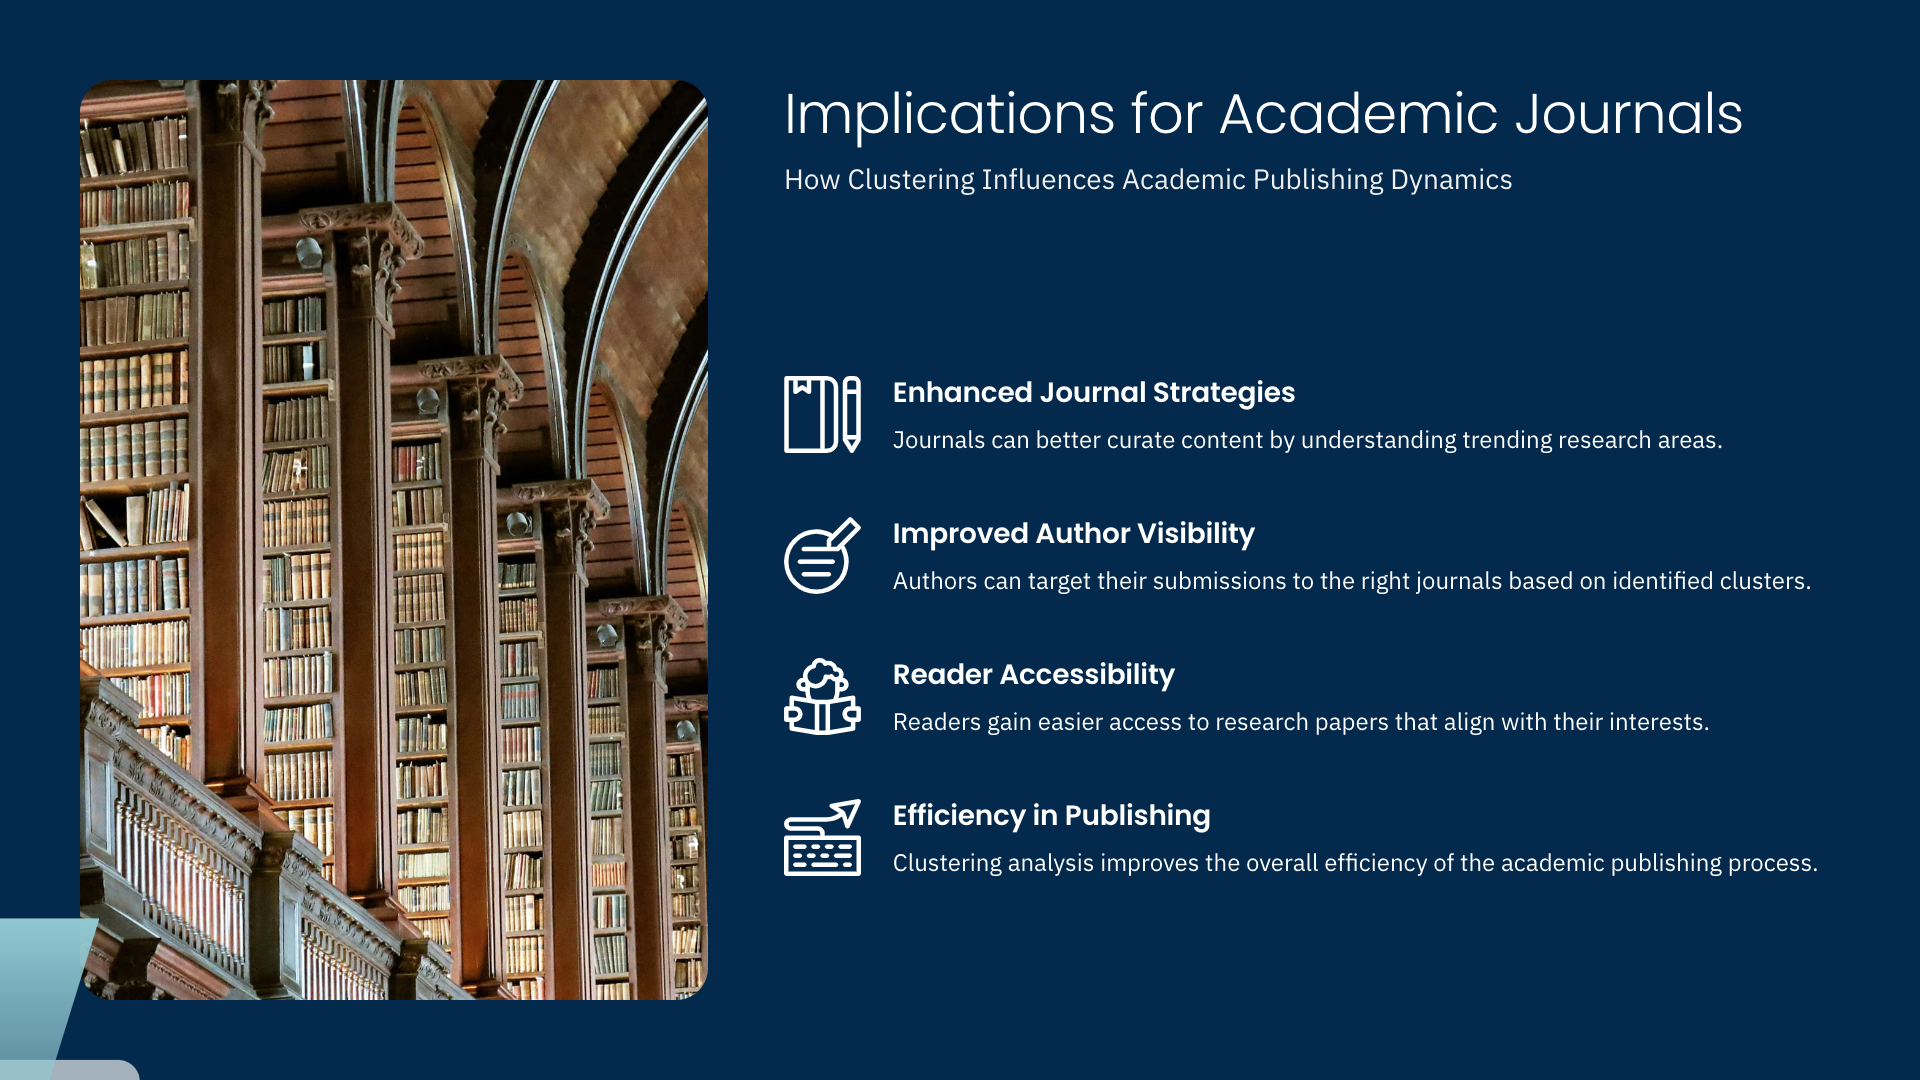 Implications for Academic Journals
How Clustering Influences Academic Publishing Dynamics
Enhanced Journal Strategies
Journals can better curate content by understanding trending research areas.
Improved Author Visibility
Authors can target their submissions to the right journals based on identified clusters.
Reader Accessibility
Readers gain easier access to research papers that align with their interests.
Efficiency in Publishing
Clustering analysis improves the overall efficiency of the academic publishing process.